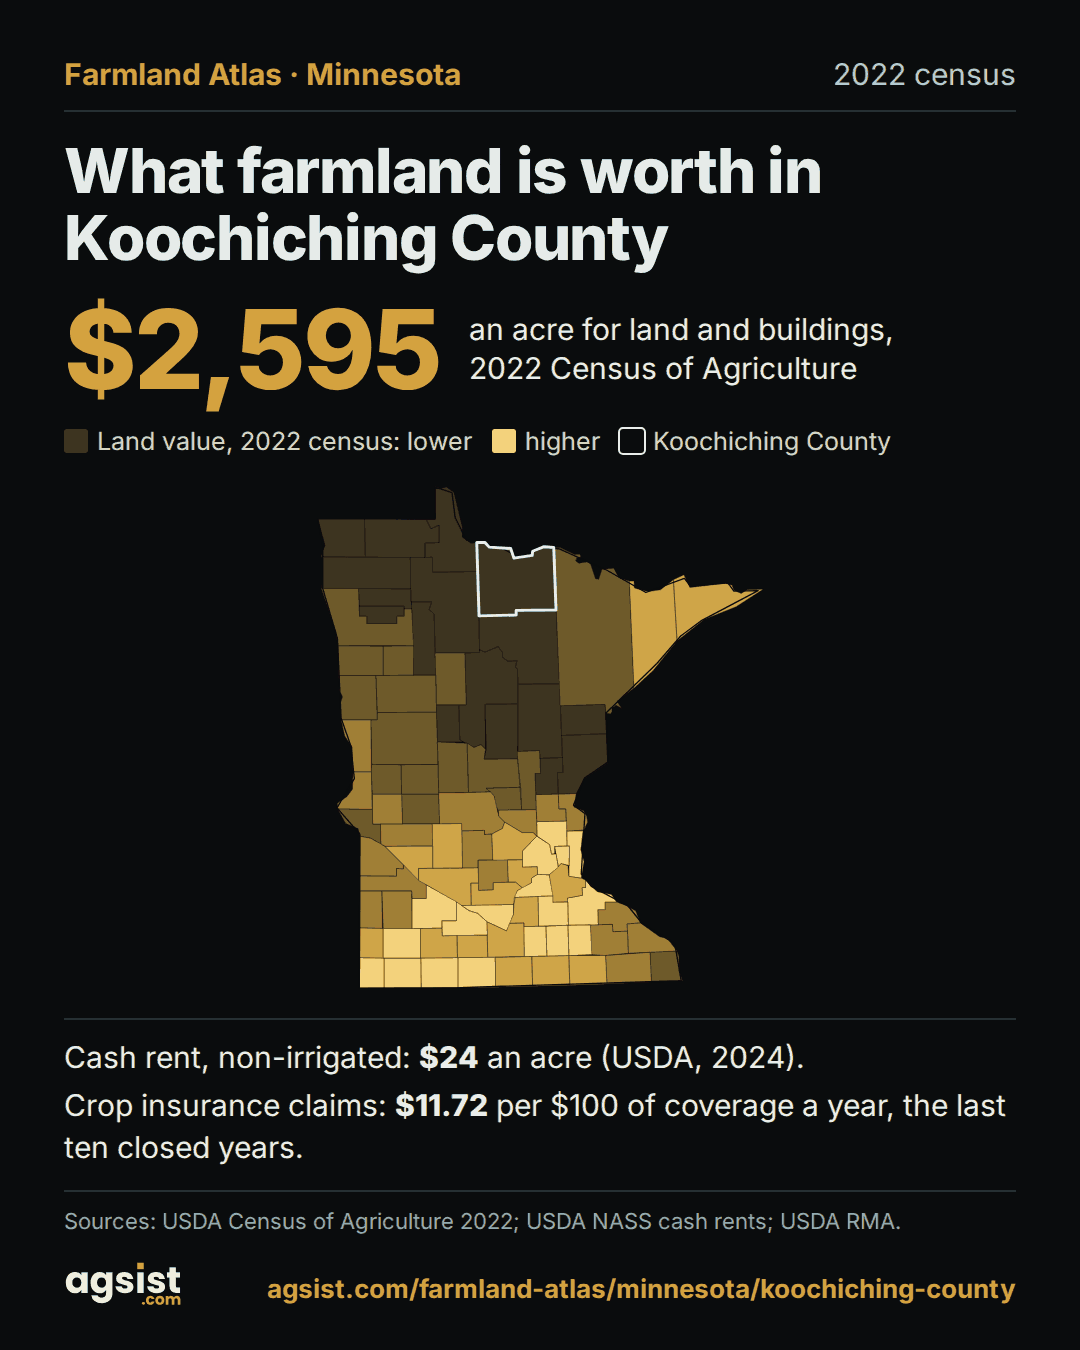 Farmland Atlas · Minnesota
2022 census
What farmland is worth in
Koochiching County
$2,595
an acre for land and buildings,
2022 Census of Agriculture
Land value, 2022 census: lower
higher
Koochiching County
Cash rent, non-irrigated: $24 an acre (USDA, 2024).
Crop insurance claims: $11.72 per $100 of coverage a year, the last
ten closed years.
Sources: USDA Census of Agriculture 2022; USDA NASS cash rents; USDA RMA.
agsist
.com
agsist.com/farmland-atlas/minnesota/koochiching-county